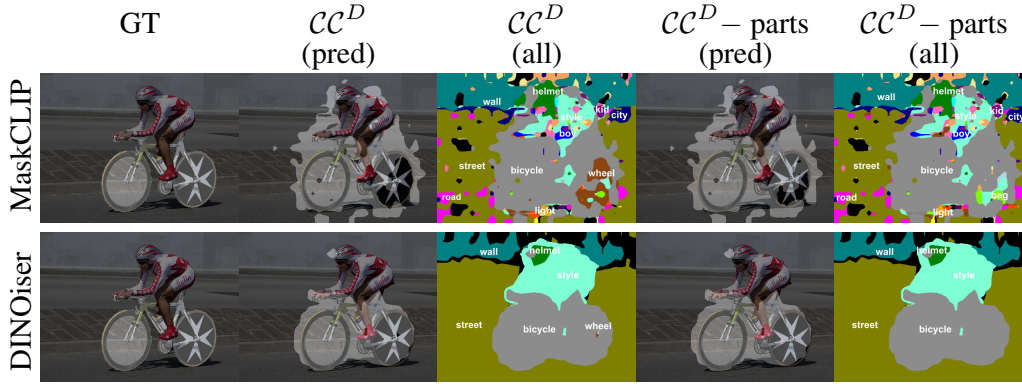 GT
CC^D
(pred)
CC^D
(all)
CC^D – parts
(pred)
CC^D – parts
(all)
MaskCLIP
helmet
wall
style
kid
city
boy
street
bicycle
wheel
road
light
helmet
wall
style
kid
city
boy
street
bicycle
bag
road
light
DINOiser
wall
helmet
style
street
bicycle
wheel
wall
helmet
style
street
bicycle